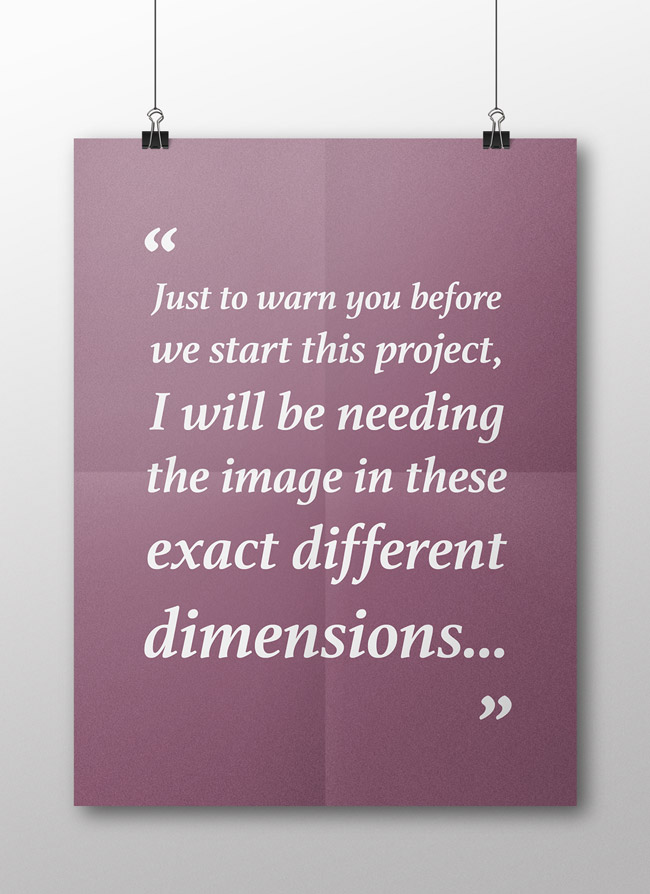 “
Just to warn you before
we start this project,
I will be needing
the image in these
exact different
dimensions...
”